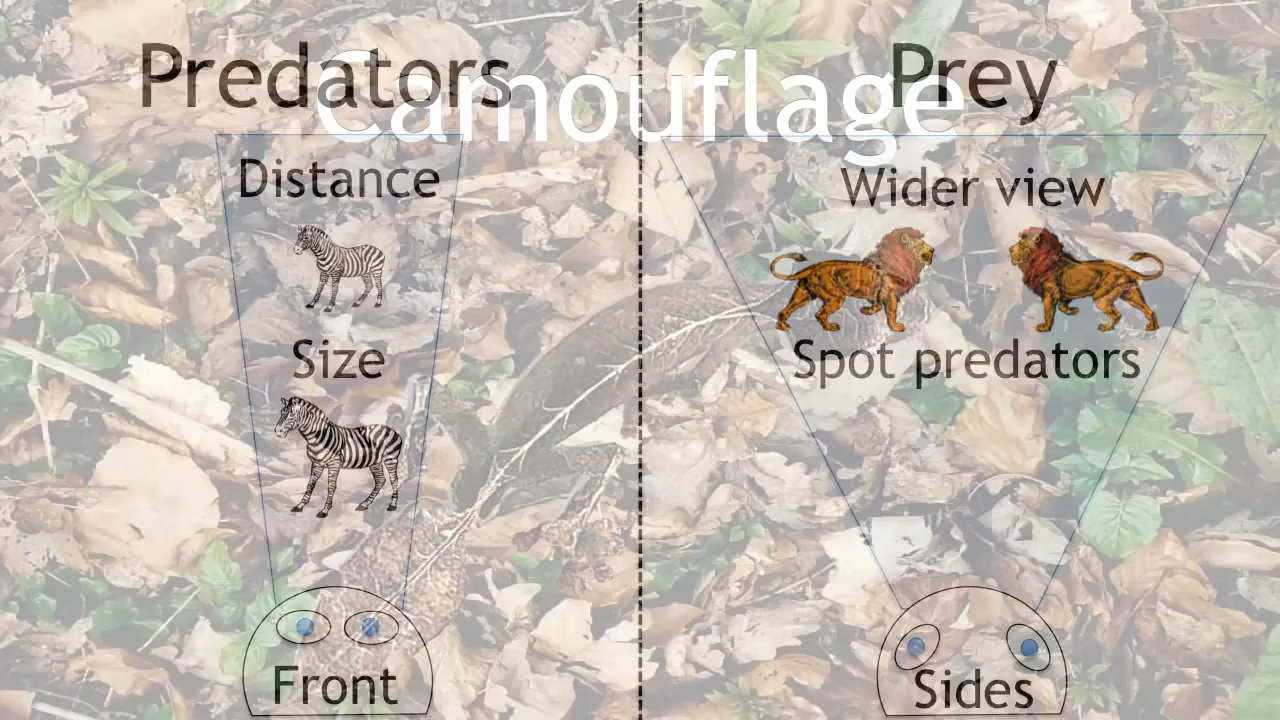 Predators
Camouflage
Prey
Distance
Size
Front
Wider view
Spot predators
Sides